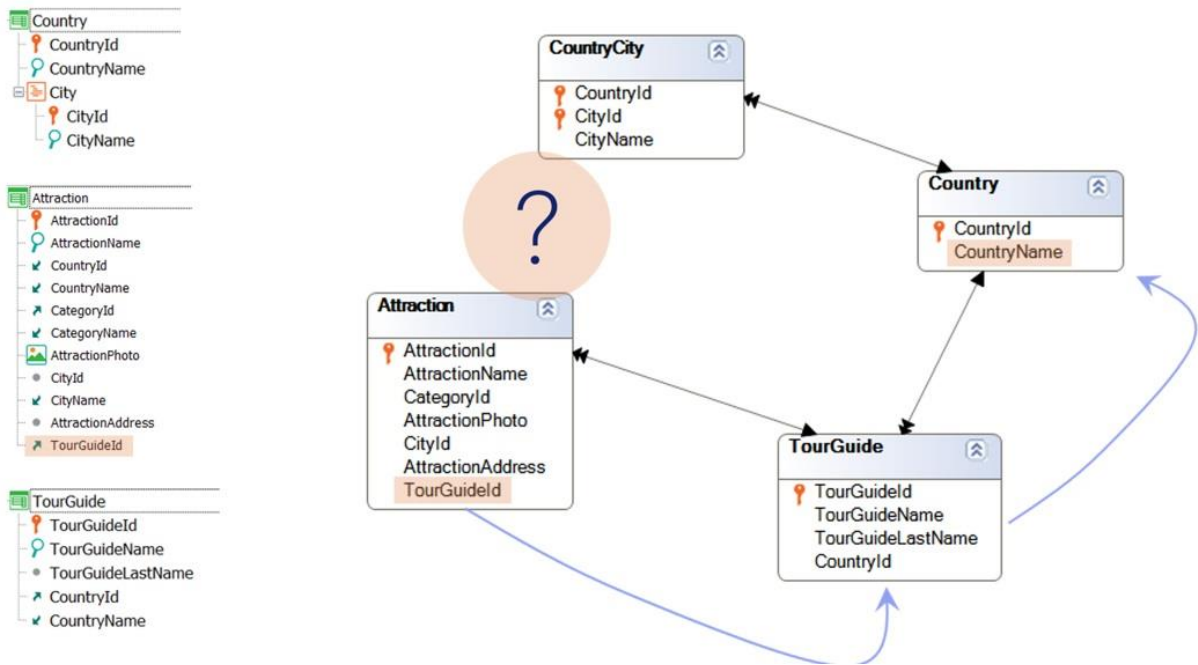 Country
CountryId
CountryName
City
CityId
CityName
Attraction
AttractionId
AttractionName
CountryId
CountryName
CategoryId
CategoryName
AttractionPhoto
CityId
CityName
AttractionAddress
TourGuideId
TourGuide
TourGuideId
TourGuideName
TourGuideLastName
CountryId
CountryName
CountryCity
CountryId
CityId
CityName
?
Country
CountryId
CountryName
Attraction
AttractionId
AttractionName
CategoryId
AttractionPhoto
CityId
AttractionAddress
TourGuideId
TourGuide
TourGuideId
TourGuideName
TourGuideLastName
CountryId